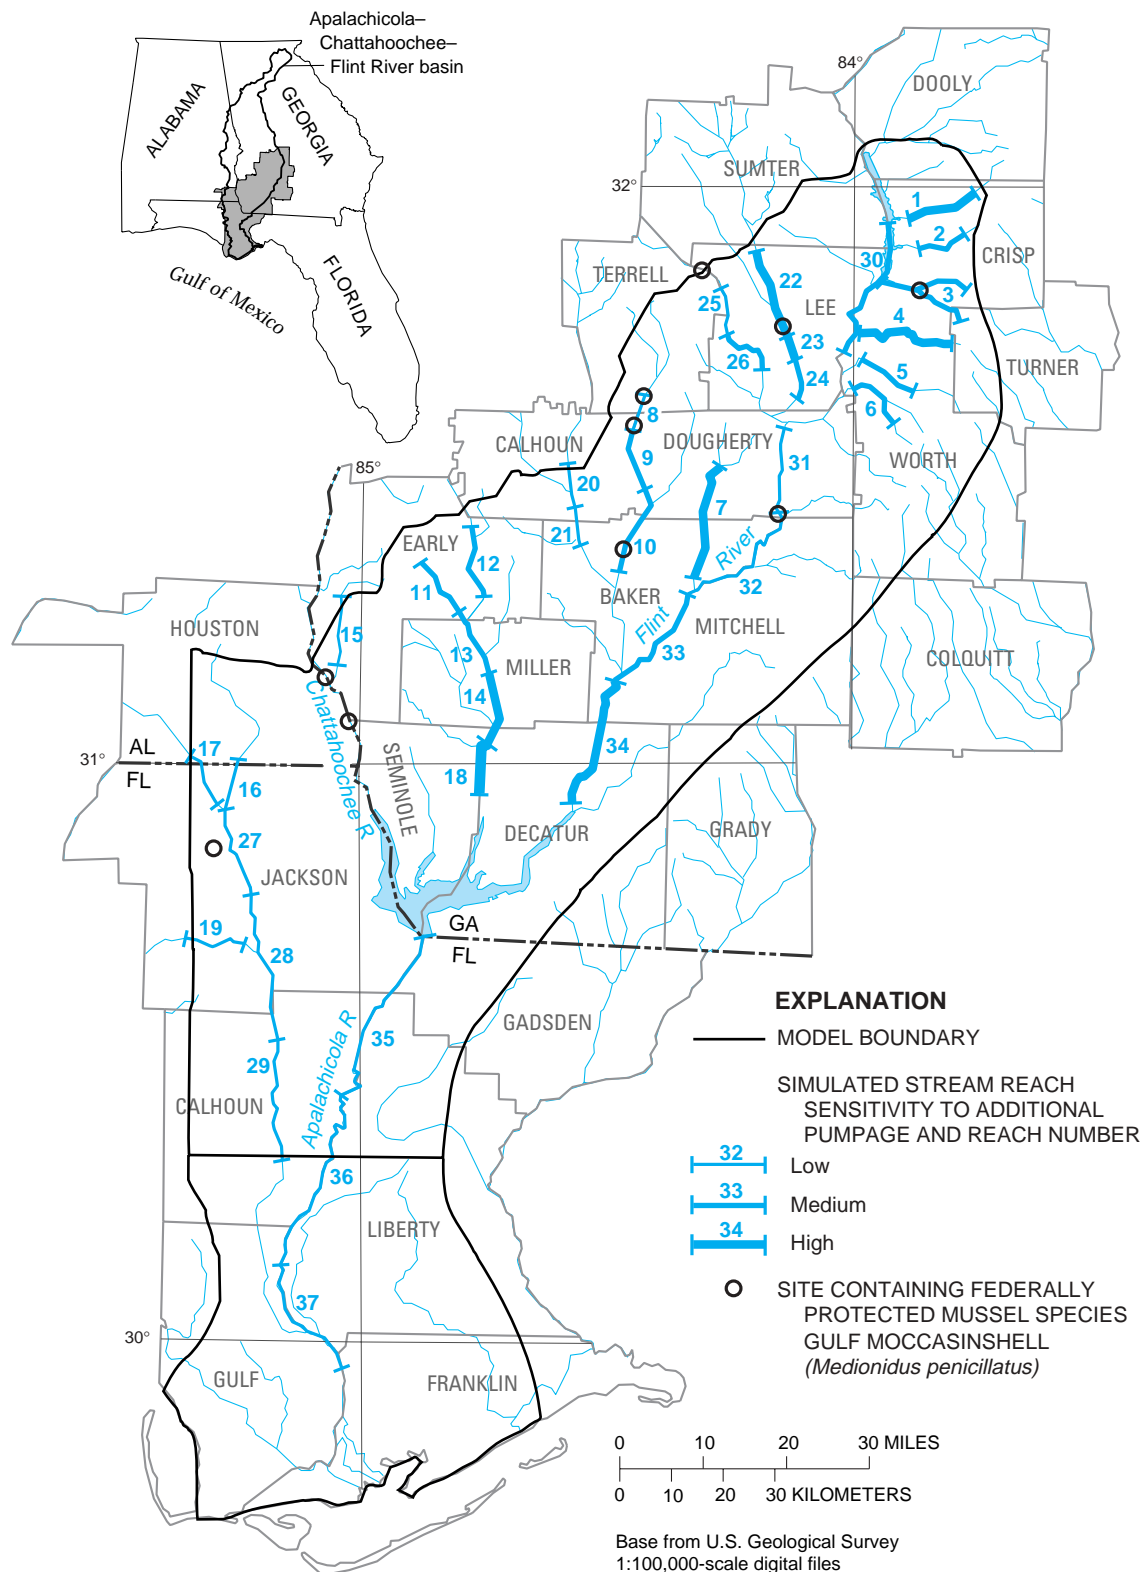 Apalachicola–
Chattahoochee–
Flint River basin
ALABAMA
GEORGIA
FLORIDA
Gulf of Mexico
84°
DOOLY
SUMTER
32°
1
2
30
CRISP
TERRELL
22
25
LEE
3
4
23
26
24
5
TURNER
6
8
CALHOUN
DOUGHERTY
9
31
WORTH
85°
20
7
21
EARLY
12
10
River
11
32
BAKER
HOUSTON
15
Flint
MITCHELL
13
MILLER
33
COLQUITT
14
Chattahoochee R
17
31°
AL
FL
16
18
SEMINOLE
34
27
DECATUR
GRADY
JACKSON
19
GA
FL
28
GADSDEN
Apalachicola R
35
29
CALHOUN
36
LIBERTY
37
30°
GULF
FRANKLIN
EXPLANATION
MODEL BOUNDARY
SIMULATED STREAM REACH
SENSITIVITY TO ADDITIONAL
PUMPAGE AND REACH NUMBER
32
Low
33
Medium
34
High
SITE CONTAINING FEDERALLY
PROTECTED MUSSEL SPECIES
GULF MOCCASINSHELL
(Medionidus penicillatus)
0 10 20 30 MILES
0 10 20 30 KILOMETERS
Base from U.S. Geological Survey
1:100,000-scale digital files